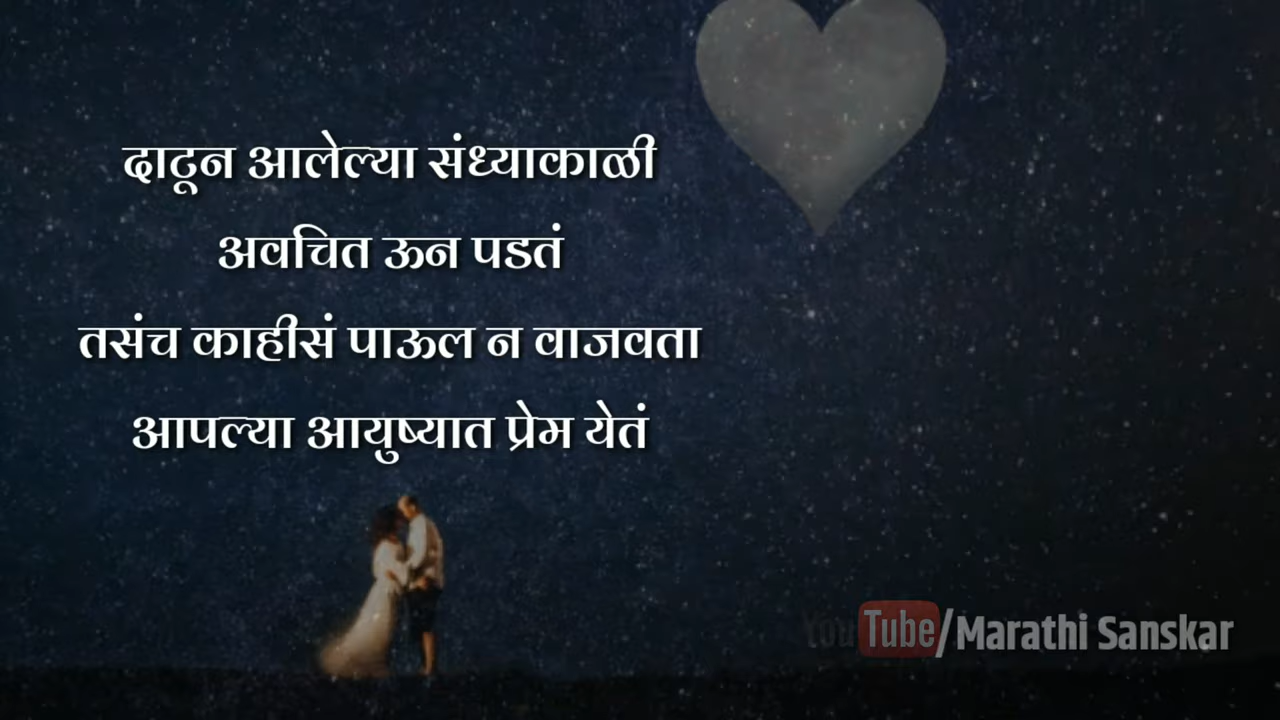 दाटून आलेल्या संध्याकाळी
अवचित ऊन पडतं
तसंच काहीसं पाऊल न वाजवता
आपल्या आयुष्यात प्रेम येतं
YouTube/Marathi Sanskar